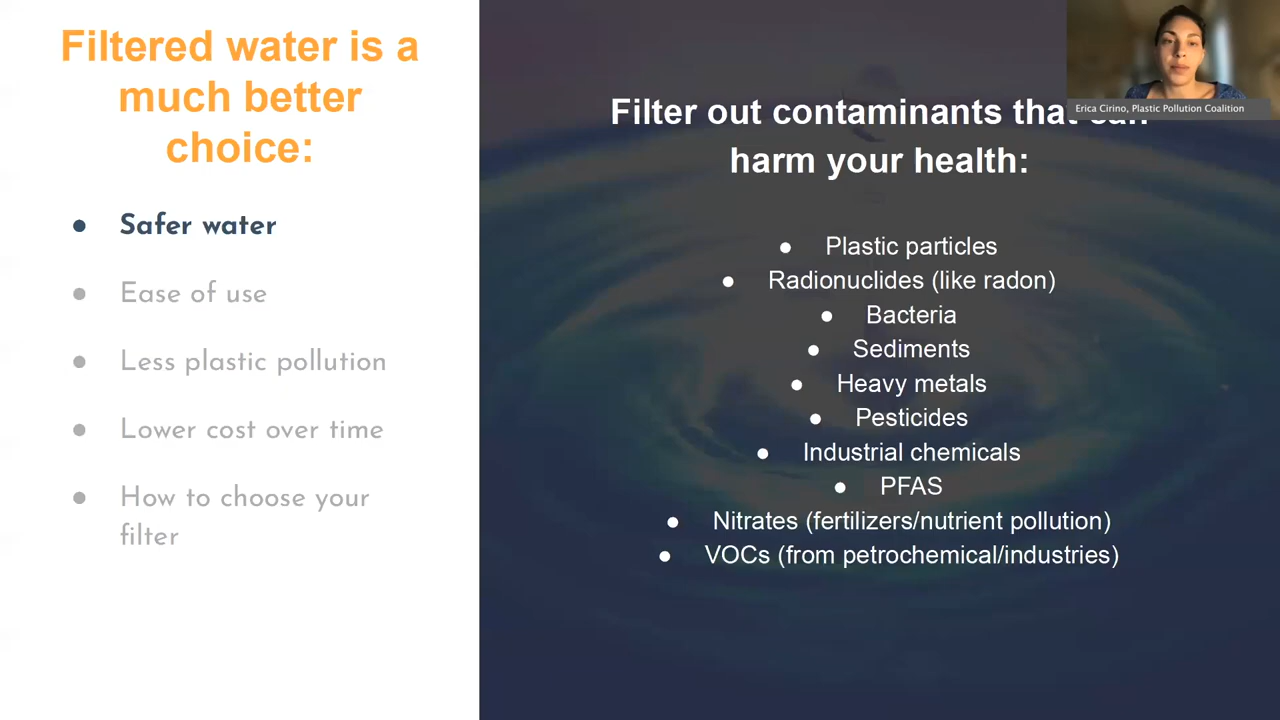 Filtered water is a
much better
choice:
● Safer water
● Ease of use
● Less plastic pollution
● Lower cost over time
● How to choose your
filter
Filter out contaminants that can
harm your health:
● Plastic particles
● Radionuclides (like radon)
● Bacteria
● Sediments
● Heavy metals
● Pesticides
● Industrial chemicals
● PFAS
● Nitrates (fertilizers/nutrient pollution)
● VOCs (from petrochemical/industries)
Erica Cirino, Plastic Pollution Coalition